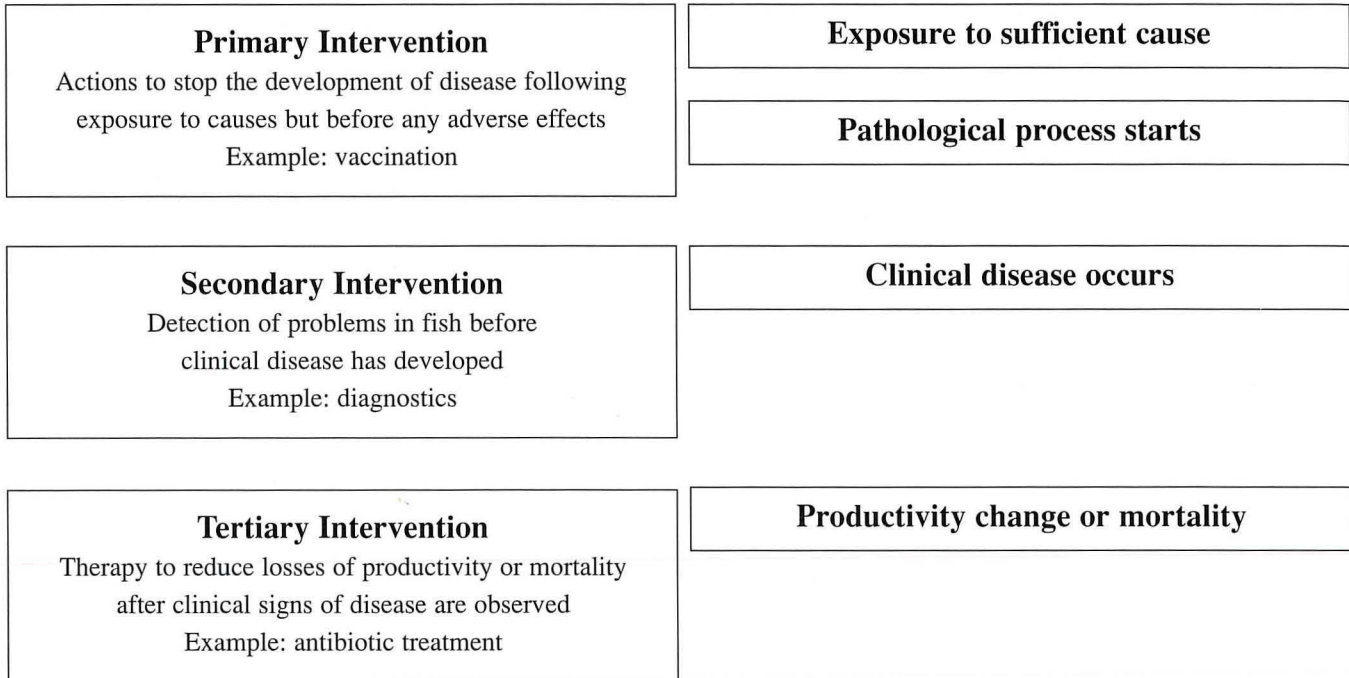 Primary Intervention
Actions to stop the development of disease following
exposure to causes but before any adverse effects
Example: vaccination
Exposure to sufficient cause
Pathological process starts
Secondary Intervention
Detection of problems in fish before
clinical disease has developed
Example: diagnostics
Clinical disease occurs
Tertiary Intervention
Therapy to reduce losses of productivity or mortality
after clinical signs of disease are observed
Example: antibiotic treatment
Productivity change or mortality